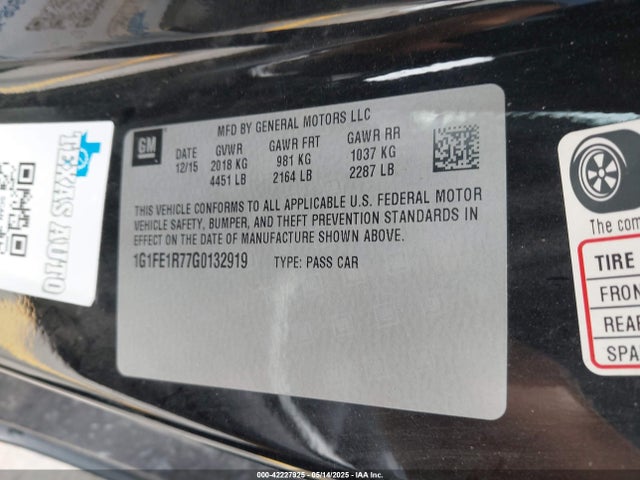 MFD BY GENERAL MOTORS LLC
GM
DATE GVWR GAWR FRT GAWR RR
12/15 2018 KG 981 KG 1037 KG
4451 LB 2164 LB 2287 LB
THIS VEHICLE CONFORMS TO ALL APPLICABLE U.S. FEDERAL MOTOR
VEHICLE SAFETY, BUMPER, AND THEFT PREVENTION STANDARDS IN
EFFECT ON THE DATE OF MANUFACTURE SHOWN ABOVE.
1G1FE1R77G0132919 TYPE: PASS CAR
TEXAS AUTO
The com
TIRE
FRON
REAR
SPA
000-42227925 - 05/14/2025 - IAA Inc.